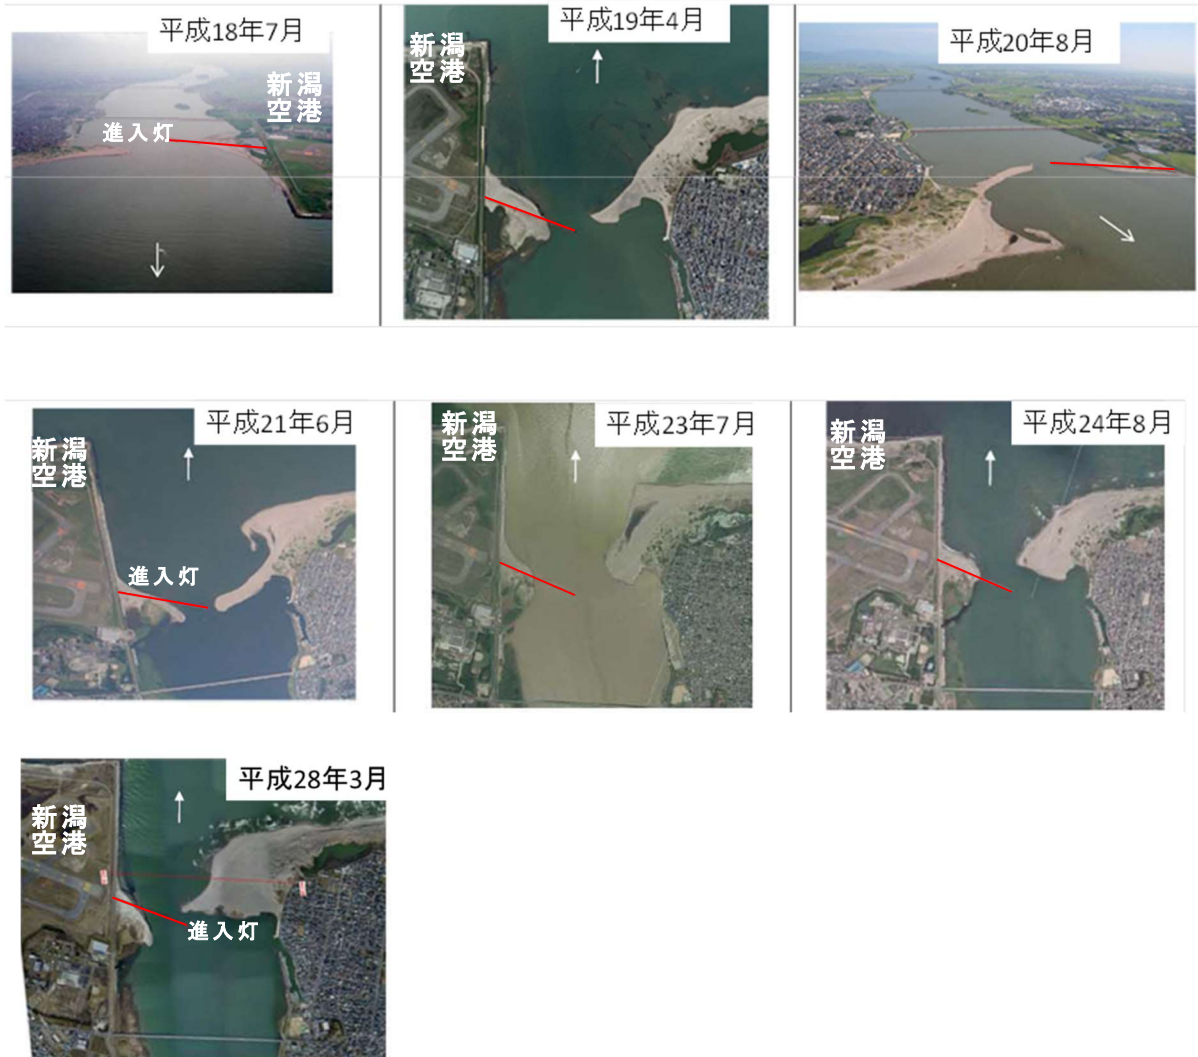 平成18年7月
新潟
空港
進入灯
平成19年4月
新潟
空港
平成20年8月
平成21年6月
新潟
空港
進入灯
平成23年7月
新潟
空港
平成24年8月
新潟
空港
平成28年3月
新潟
空港
進入灯